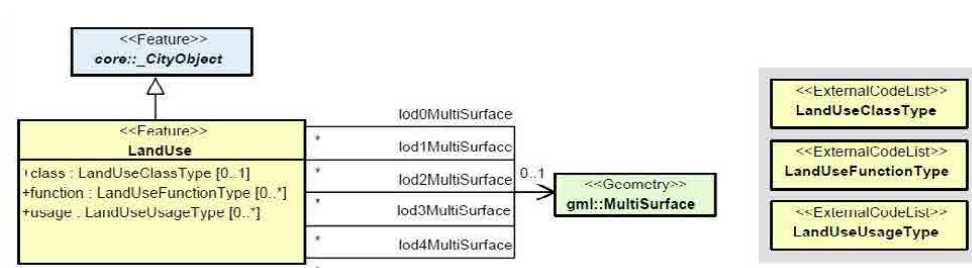 <<Feature>>
core::_CityObject
<<Feature>>
LandUse
+class : LandUseClassType [0..1]
+function : LandUseFunctionType [0..*]
+usage : LandUseUsageType [0..*]
lod0MultiSurface
*
lod1MultiSurface
*
lod2MultiSurface
0..1
*
lod3MultiSurface
*
lod4MultiSurface
*
<<Geometry>>
gml::MultiSurface
<<ExternalCodeList>>
LandUseClassType
<<ExternalCodeList>>
LandUseFunctionType
<<ExternalCodeList>>
LandUseUsageType